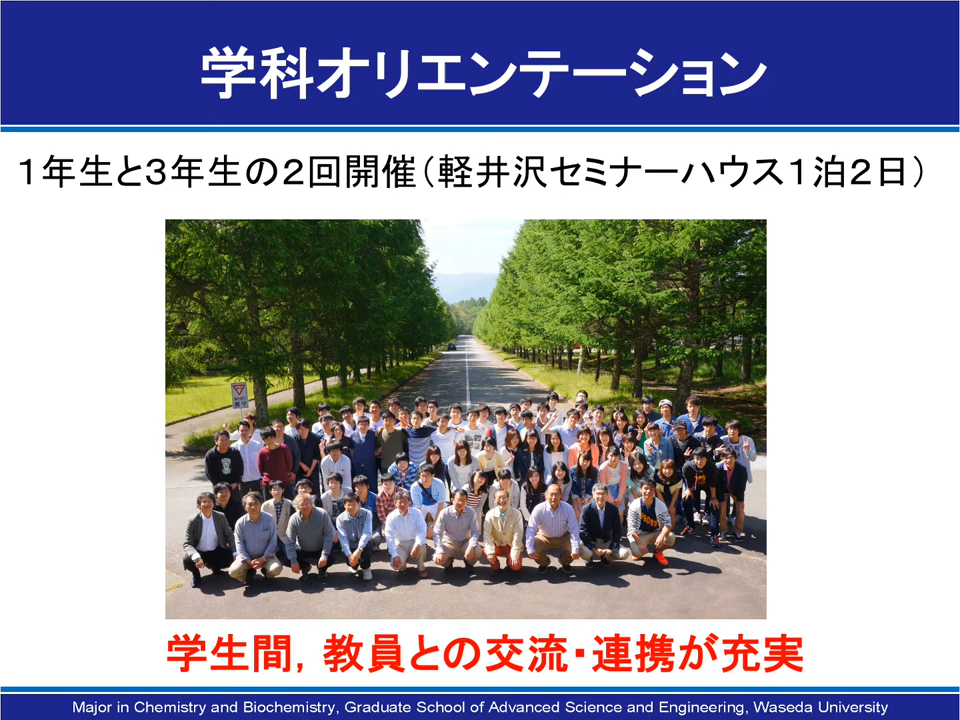 学科オリエンテーション
１年生と３年生の２回開催（軽井沢セミナーハウス１泊２日）
学生間，教員との交流・連携が充実
Major in Chemistry and Biochemistry, Graduate School of Advanced Science and Engineering, Waseda University